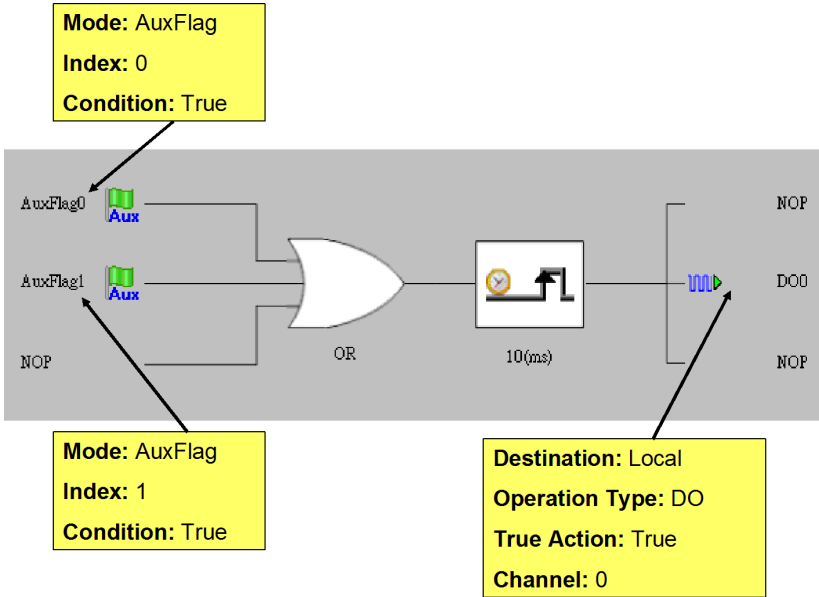 Mode: AuxFlag
Index: 0
Condition: True
AuxFlag0
Aux
NOP
AuxFlag1
Aux
DO0
NOP
OR
10(ms)
NOP
Mode: AuxFlag
Index: 1
Condition: True
Destination: Local
Operation Type: DO
True Action: True
Channel: 0